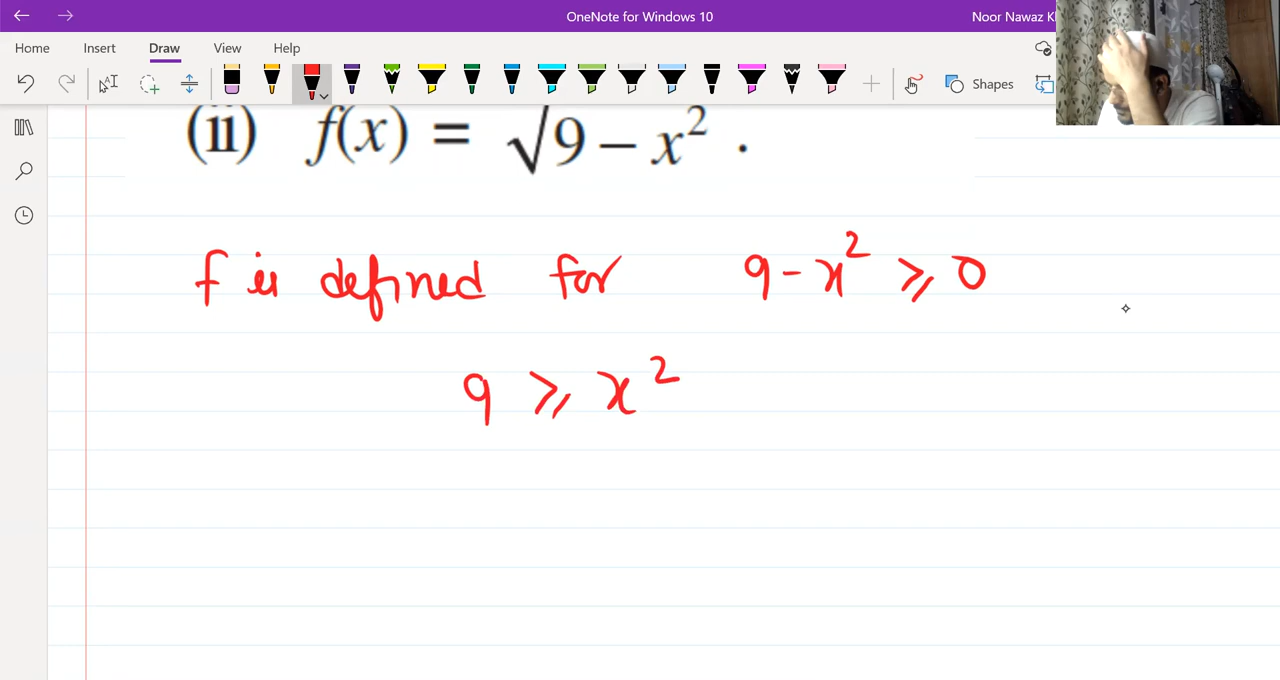 OneNote for Windows 10
Noor Nawaz
Home Insert Draw View Help
Shapes
(ii) f(x) = √9 – x² .
f is defined for 9 - x² ⩾ 0
9 ⩾ x²